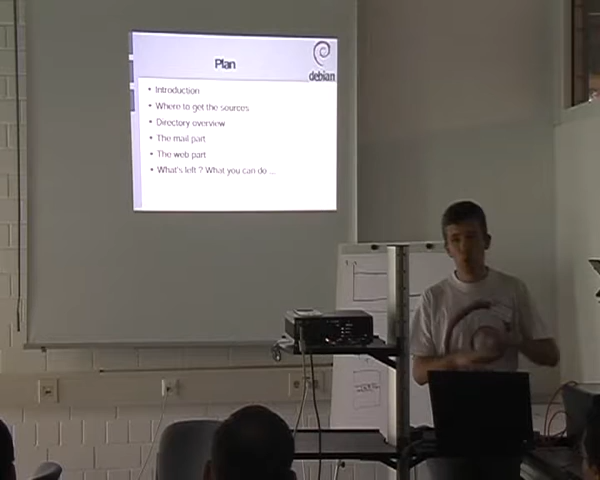 Plan
debian
• Introduction
• Where to get the sources
• Directory overview
• The mail part
• The web part
• What's left ? What you can do ...